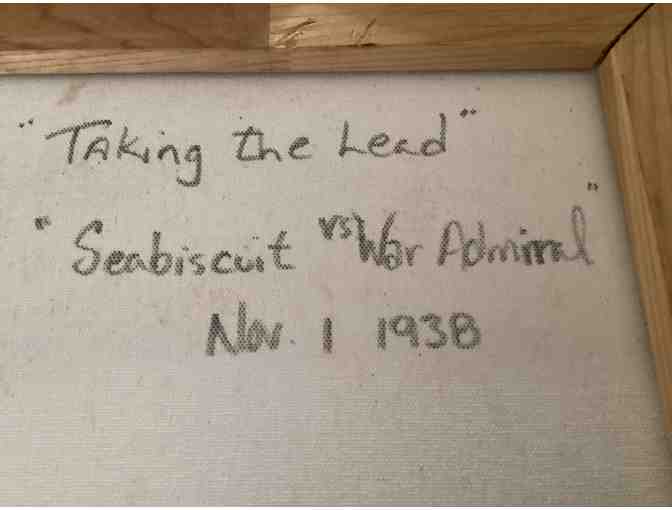 "Taking the Lead"
"Seabiscuit vs War Admiral"
Nov. 1 1938